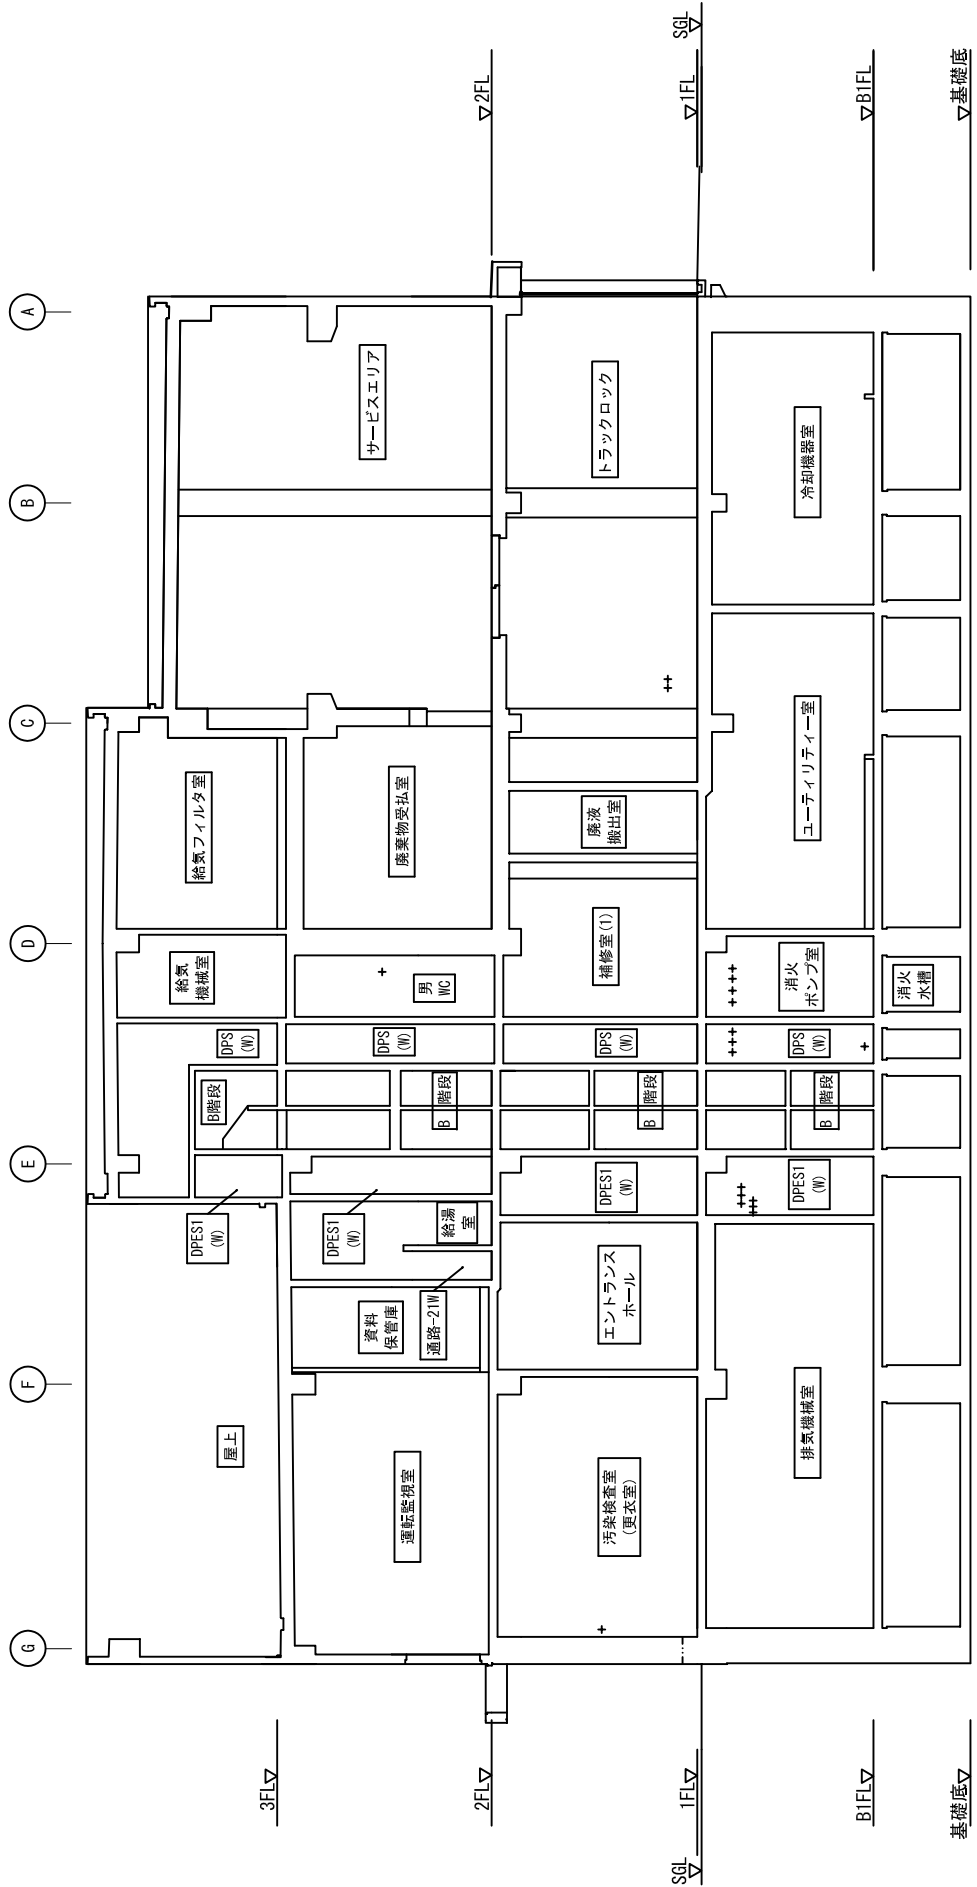 G
F
E
D
C
B
A
3FL
2FL
1FL
SGL
B1FL
基礎底
2FL
SGL
1FL
B1FL
基礎底
屋上
DPES1
(W)
B階段
DPS
(W)
給気
機械室
給気フィルタ室
運転監視室
資料
保管庫
通路-21W
給湯
室
DPES1
(W)
B 階段
DPS
(W)
男
WC
廃棄物受払室
サービスエリア
汚染検査室
(更衣室)
エントランス
ホール
DPES1
(W)
B 階段
DPS
(W)
補修室(1)
廃液
搬出室
トラックロック
排気機械室
DPES1
(W)
B 階段
DPS
(W)
消火
ポンプ室
ユーティリティー室
冷却機器室
消火
水槽